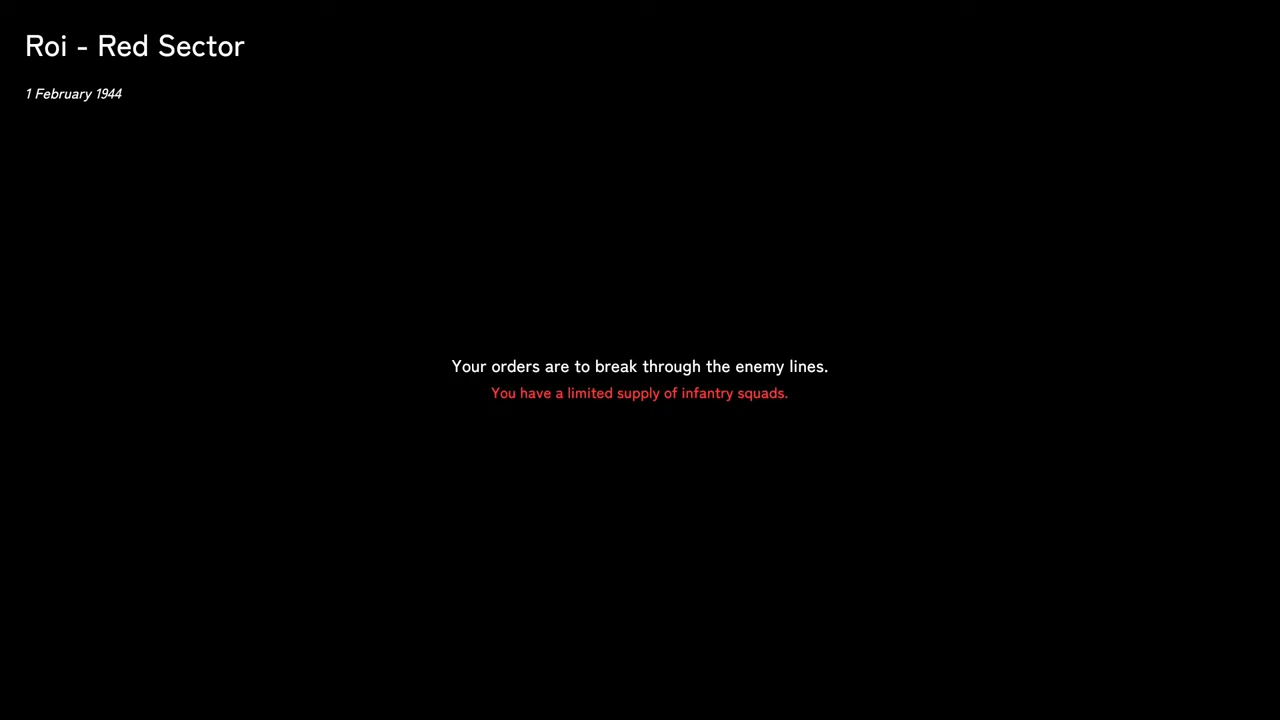 Roi - Red Sector
1 February 1944
Your orders are to break through the enemy lines.
You have a limited supply of infantry squads.